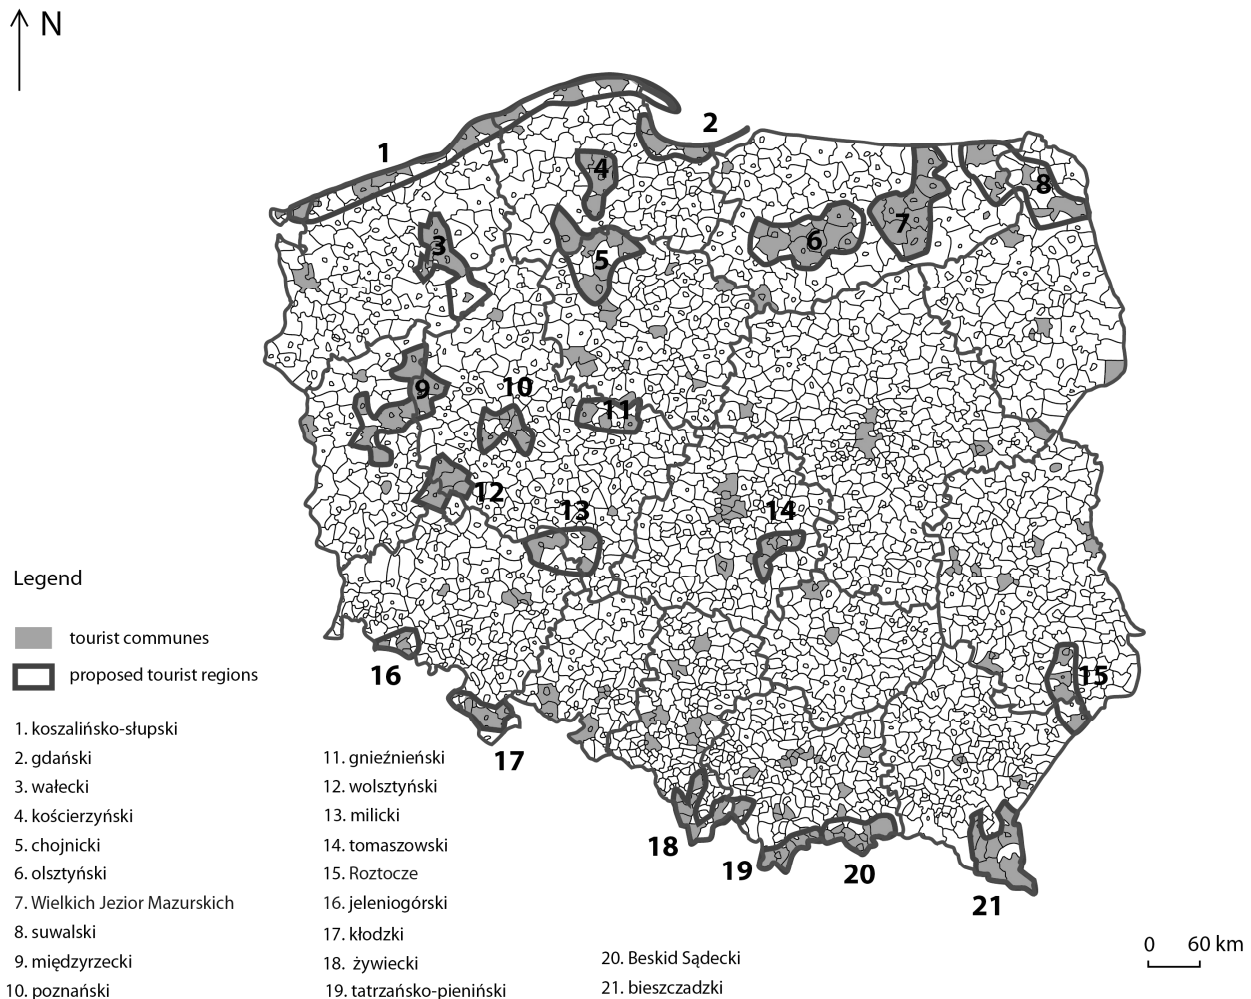 N
1
2
3
4
5
6
7
8
9
10
11
12
13
14
15
16
17
18
19
20
21
Legend
tourist communes
proposed tourist regions
1. koszalińsko-słupski
2. gdański
3. wałecki
4. kościerzyński
5. chojnicki
6. olsztyński
7. Wielkich Jezior Mazurskich
8. suwalski
9. międzyrzecki
10. poznański
11. gnieźnieński
12. wolsztyński
13. milicki
14. tomaszowski
15. Roztocze
16. jeleniogórski
17. kłodzki
18. żywiecki
19. tatrzańsko-pieniński
20. Beskid Sądecki
21. bieszczadzki
0 60 km